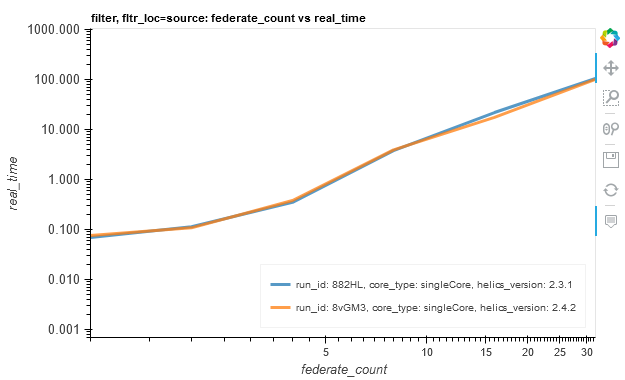 filter, fltr_loc=source: federate_count vs real_time
1000.000
100.000
10.000
1.000
0.100
0.010
0.001
real_time
run_id: 882HL, core_type: singleCore, helics_version: 2.3.1
run_id: 8vGM3, core_type: singleCore, helics_version: 2.4.2
5
10
15
20
25
30
federate_count